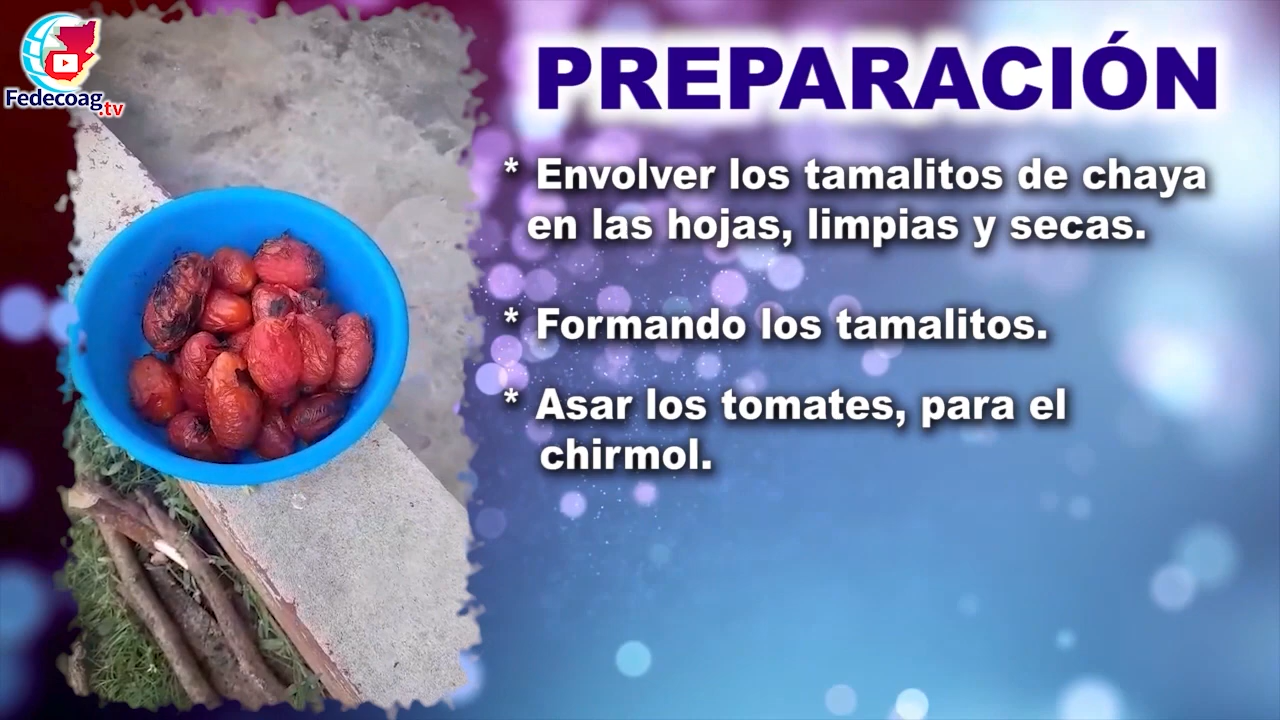 Fedecoag
.tv
PREPARACIÓN
* Envolver los tamalitos de chaya
en las hojas, limpias y secas.
* Formando los tamalitos.
* Asar los tomates, para el
chirmol.